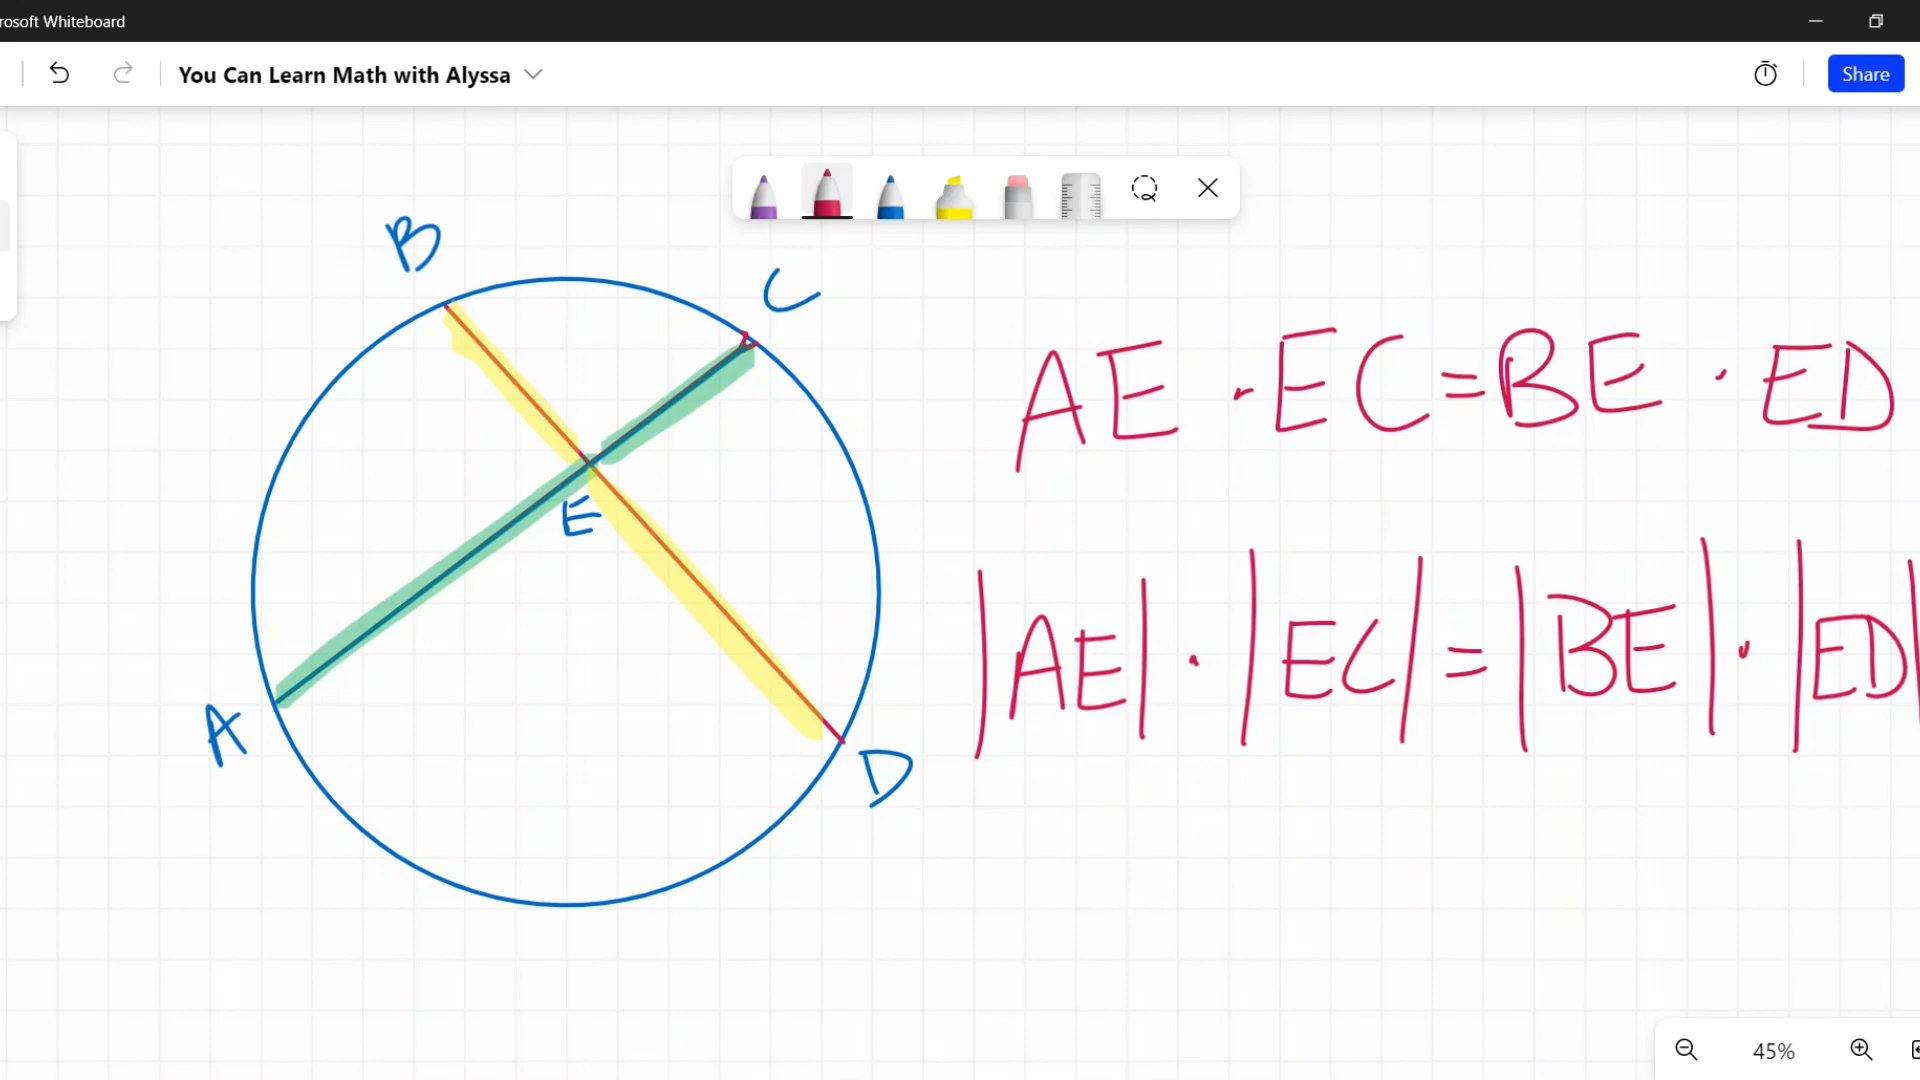 rosoft Whiteboard
You Can Learn Math with Alyssa
Share
B
C
AE · EC = BE · ED
E
|AE| · |EC| = |BE| · |ED|
A
D
45%